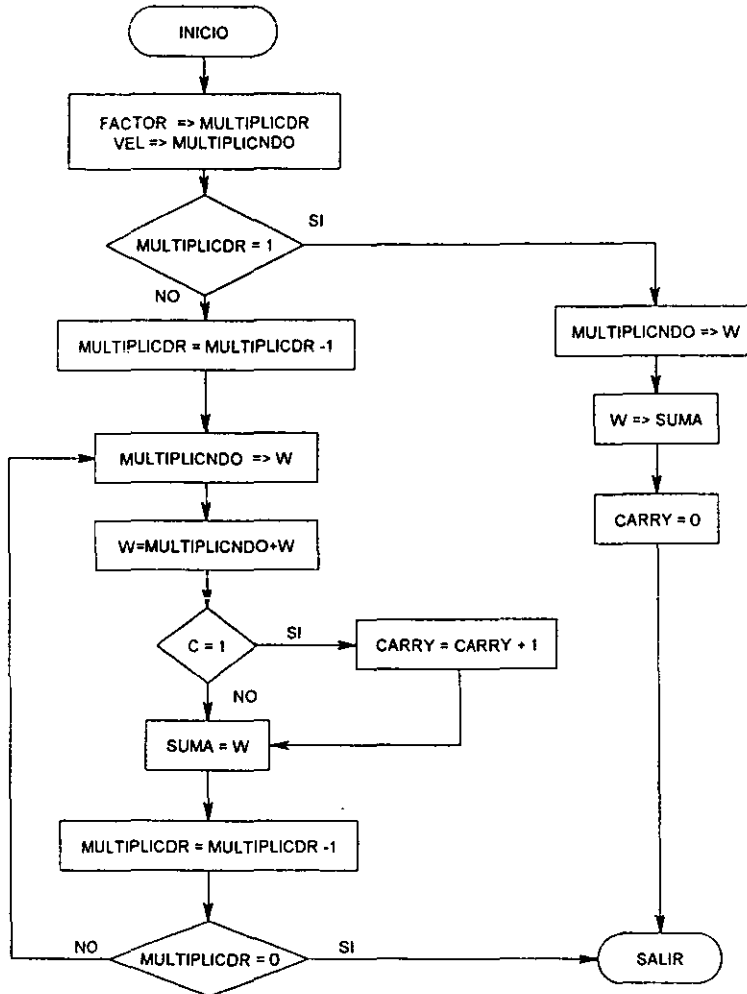 INICIO
FACTOR => MULTIPLICDR
VEL => MULTIPLICNDO
SI
MULTIPLICDR = 1
NO
MULTIPLICDR = MULTIPLICDR -1
MULTIPLICNDO => W
W => SUMA
CARRY = 0
MULTIPLICNDO => W
W=MULTIPLICNDO+W
C = 1
SI
CARRY = CARRY + 1
NO
SUMA = W
MULTIPLICDR = MULTIPLICDR -1
NO
MULTIPLICDR = 0
SI
SALIR